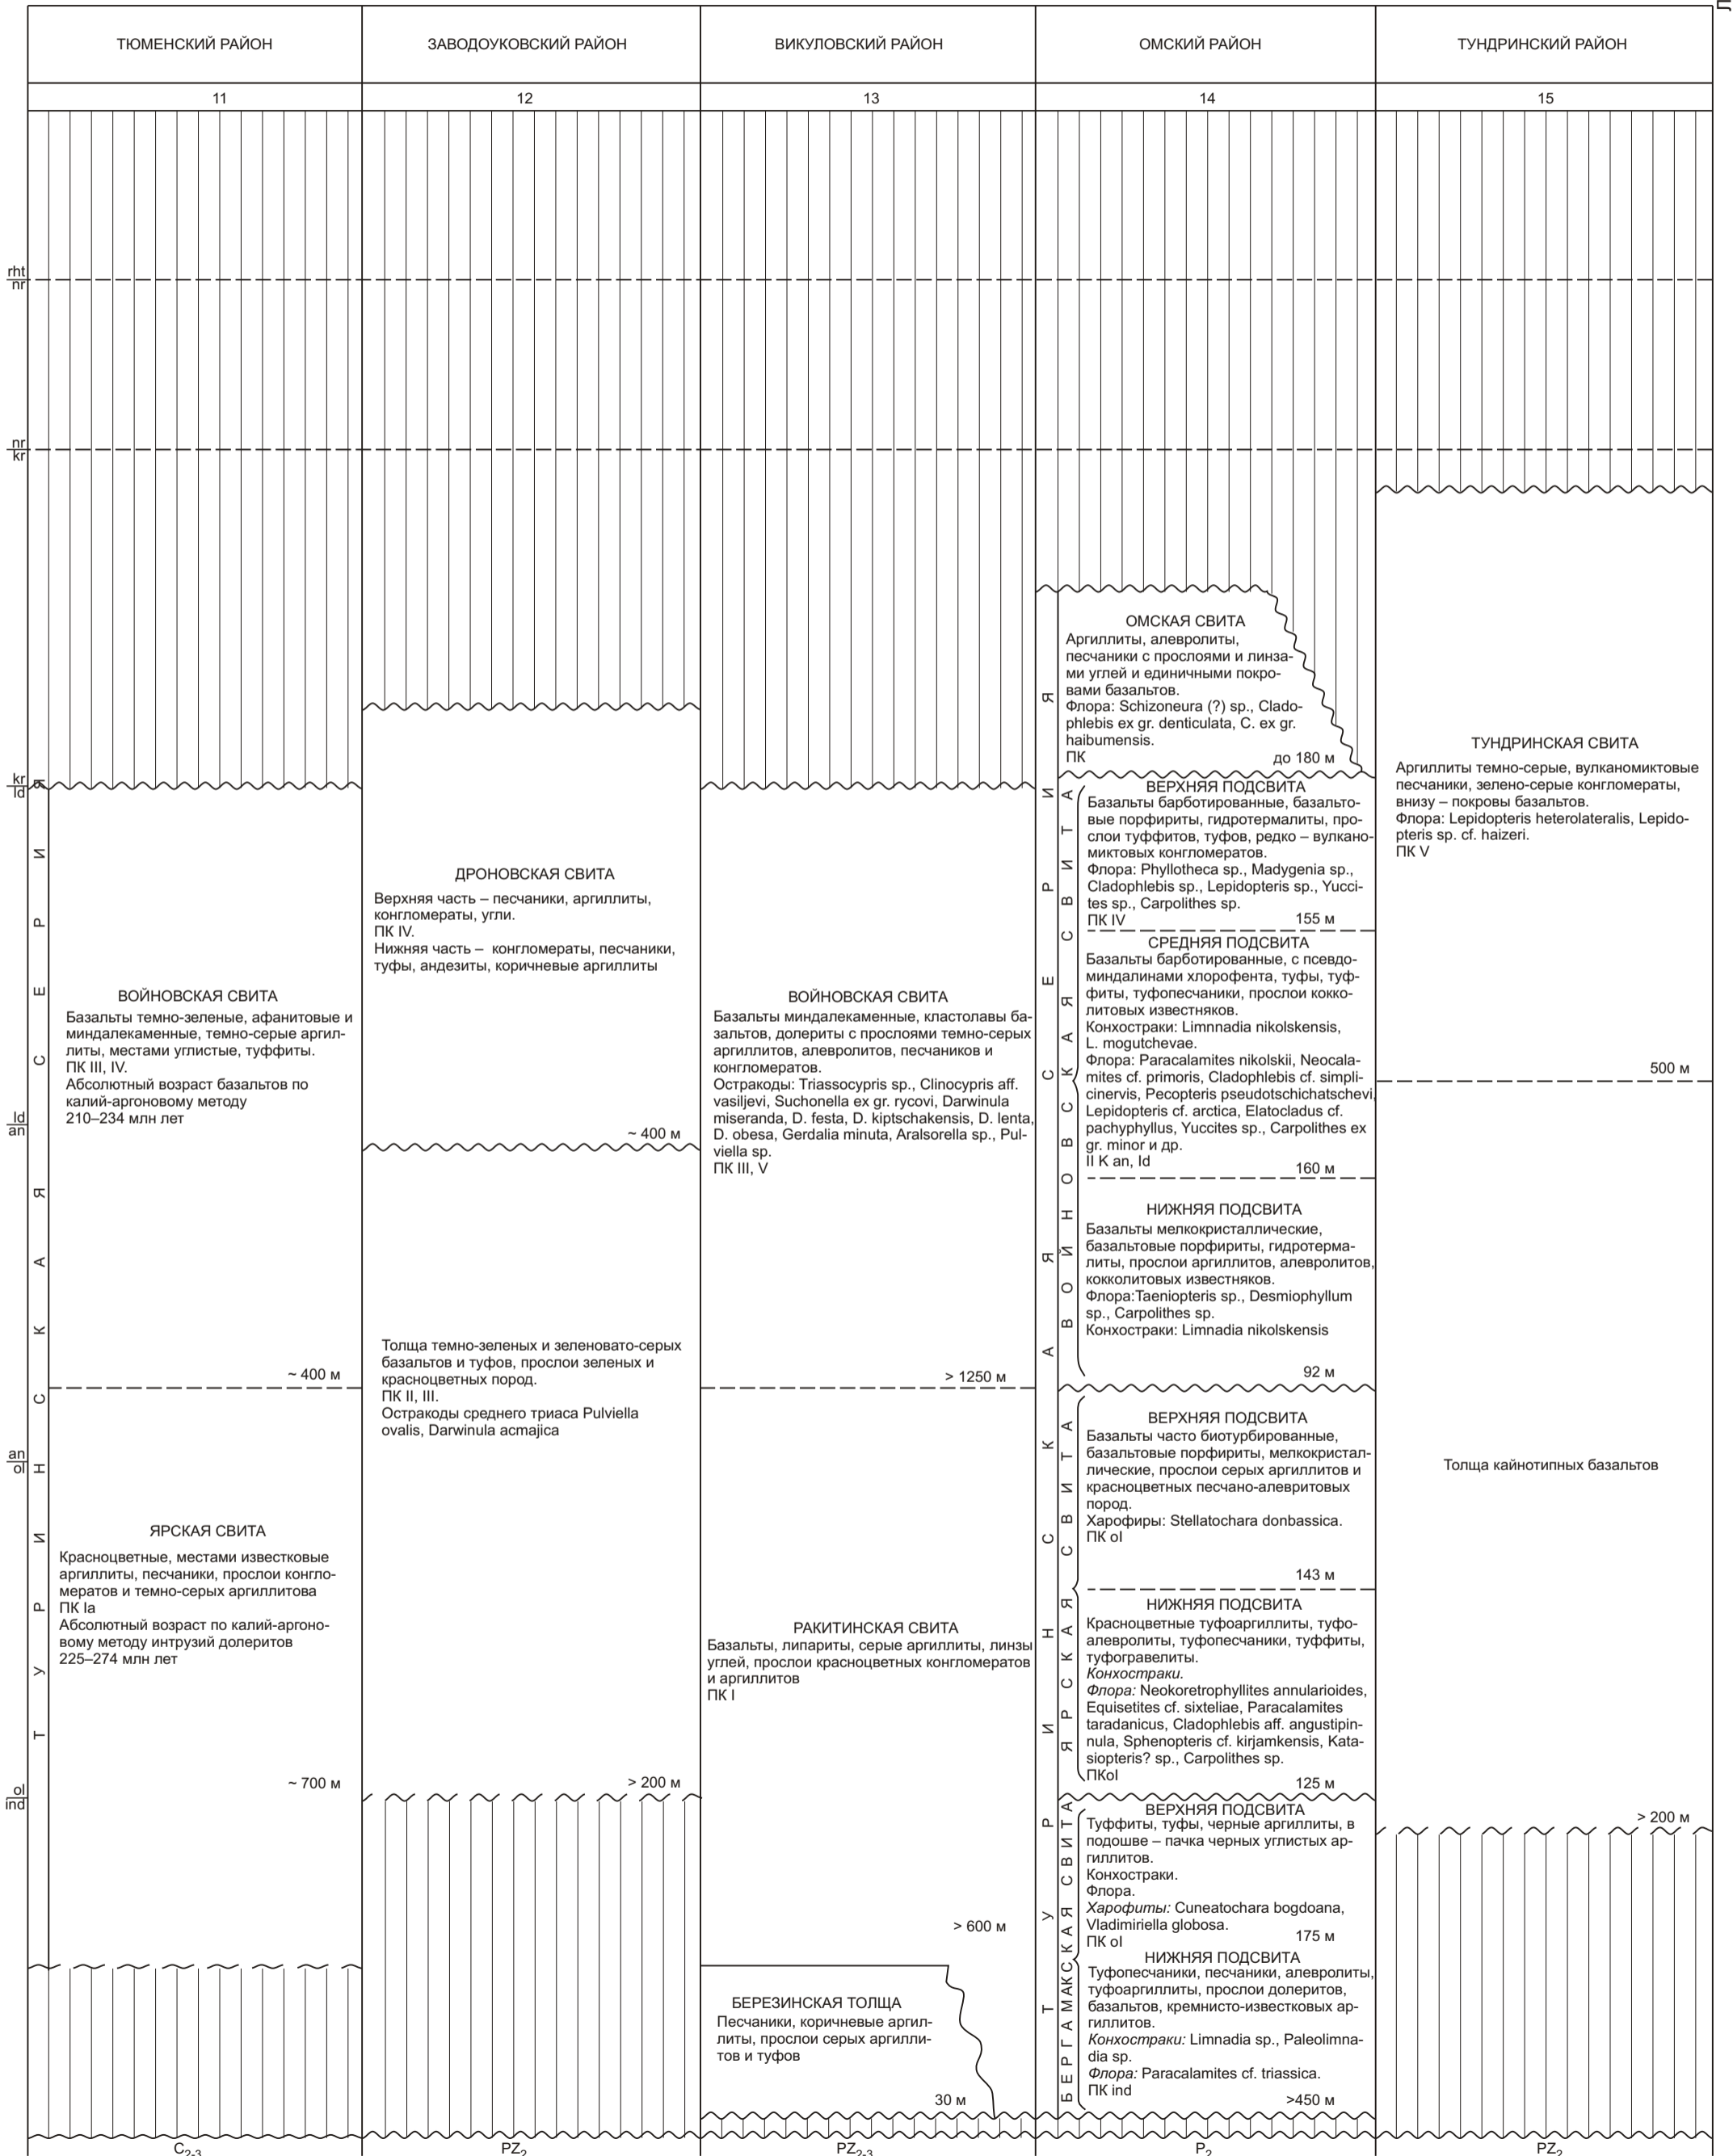 ТЮМЕНСКИЙ РАЙОН
ЗАВОДОУКОВСКИЙ РАЙОН
ВИКУЛОВСКИЙ РАЙОН
ОМСКИЙ РАЙОН
ТУНДРИНСКИЙ РАЙОН
11
12
13
14
15
rht
nr
nr
kr
kr
ld
ld
an
an
ol
ol
ind
ТУРИНСКАЯ СЕРИЯ
ВОЙНОВСКАЯ СВИТА
Базальты темно-зеленые, афанитовые и
миндалекаменные, темно-серые аргил-
литы, местами углистые, туффиты.
ПК III, IV.
Абсолютный возраст базальтов по
калий-аргоновому методу
210–234 млн лет
~ 400 м
ЯРСКАЯ СВИТА
Красноцветные, местами известковые
аргиллиты, песчаники, прослои конгло-
мератов и темно-серых аргиллитова
ПК Iа
Абсолютный возраст по калий-аргоно-
вому методу интрузий долеритов
225–274 млн лет
~ 700 м
C2-3
ДРОНОВСКАЯ СВИТА
Верхняя часть – песчаники, аргиллиты,
конгломераты, угли.
ПК IV.
Нижняя часть – конгломераты, песчаники,
туфы, андезиты, коричневые аргиллиты
~ 400 м
Толща темно-зеленых и зеленовато-серых
базальтов и туфов, прослои зеленых и
красноцветных пород.
ПК II, III.
Остракоды среднего триаса Pulviella
ovalis, Darwinula acmajica
> 200 м
PZ2
ВОЙНОВСКАЯ СВИТА
Базальты миндалекаменные, кластолавы ба-
зальтов, долериты с прослоями темно-серых
аргиллитов, алевролитов, песчаников и
конгломератов.
Остракоды: Triassocypris sp., Clinocypris aff.
vasiljevi, Suchonella ex gr. rycovi, Darwinula
miseranda, D. festa, D. kiptschakensis, D. lenta,
D. obesa, Gerdalia minuta, Aralsorella sp., Pul-
viella sp.
ПК III, V
> 1250 м
РАКИТИНСКАЯ СВИТА
Базальты, липариты, серые аргиллиты, линзы
углей, прослои красноцветных конгломератов
и аргиллитов
ПК I
> 600 м
БЕРЕЗИНСКАЯ ТОЛЩА
Песчаники, коричневые аргил-
литы, прослои серых аргилли-
тов и туфов
30 м
PZ2-3
ТУРИНСКАЯ СЕРИЯ
ОМСКАЯ СВИТА
Аргиллиты, алевролиты,
песчаники с прослоями и линза-
ми углей и единичными покро-
вами базальтов.
Флора: Schizoneura (?) sp., Clado-
phlebis ex gr. denticulata, C. ex gr.
haibumensis.
ПК
до 180 м
ВОЙНОВСКАЯ СВИТА
ВЕРХНЯЯ ПОДСВИТА
Базальты барботированные, базальто-
вые порфириты, гидротермалиты, про-
слои туффитов, туфов, редко – вулкано-
миктовых конгломератов.
Флора: Phyllotheca sp., Madygenia sp.,
Cladophlebis sp., Lepidopteris sp., Yucci-
tes sp., Carpolithes sp.
ПК IV
155 м
СРЕДНЯЯ ПОДСВИТА
Базальты барботированные, с псевдо-
миндалинами хлорофента, туфы, туф-
фиты, туфопесчаники, прослои кокко-
литовых известняков.
Конхостраки: Limnnadia nikolskensis,
L. mogutchevae.
Флора: Paracalamites nikolskii, Neocala-
mites cf. primoris, Cladophlebis cf. simpli-
cinervis, Pecopteris pseudotschichatschevi,
Lepidopteris cf. arctica, Elatocladus cf.
pachyphyllus, Yuccites sp., Carpolithes ex
gr. minor и др.
II К an, ld
160 м
НИЖНЯЯ ПОДСВИТА
Базальты мелкокристаллические,
базальтовые порфириты, гидротерма-
литы, прослои аргиллитов, алевролитов,
кокколитовых известняков.
Флора:Taeniopteris sp., Desmiophyllum
sp., Carpolithes sp.
Конхостраки: Limnadia nikolskensis
92 м
ЯРСКАЯ СВИТА
ВЕРХНЯЯ ПОДСВИТА
Базальты часто биотурбированные,
базальтовые порфириты, мелкокристал-
лические, прослои серых аргиллитов и
красноцветных песчано-алевритовых
пород.
Харофиры: Stellatochara donbassica.
ПК ol
143 м
НИЖНЯЯ ПОДСВИТА
Красноцветные туфоаргиллиты, туфо-
алевролиты, туфопесчаники, туффиты,
туфогравелиты.
Конхостраки.
Флора: Neokoretrophyllites annularioides,
Equisetites cf. sixteliae, Paracalamites
taradanicus, Cladophlebis aff. angustipin-
nula, Sphenopteris cf. kirjamkensis, Kata-
siopteris? sp., Carpolithes sp.
ПКol
125 м
БЕРГАМАКСКАЯ СВИТА
ВЕРХНЯЯ ПОДСВИТА
Туффиты, туфы, черные аргиллиты, в
подошве – пачка черных углистых ар-
гиллитов.
Конхостраки.
Флора.
Харофиты: Cuneatochara bogdoana,
Vladimiriella globosa.
ПК ol
175 м
НИЖНЯЯ ПОДСВИТА
Туфопесчаники, песчаники, алевролиты,
туфоаргиллиты, прослои долеритов,
базальтов, кремнисто-известковых ар-
гиллитов.
Конхостраки: Limnadia sp., Paleolimna-
dia sp.
Флора: Paracalamites cf. triassica.
ПК ind
>450 м
P2
ТУНДРИНСКАЯ СВИТА
Аргиллиты темно-серые, вулканомиктовые
песчаники, зелено-серые конгломераты,
внизу – покровы базальтов.
Флора: Lepidopteris heterolateralis, Lepido-
pteris sp. cf. haizeri.
ПК V
500 м
Толща кайнотипных базальтов
> 200 м
PZ2